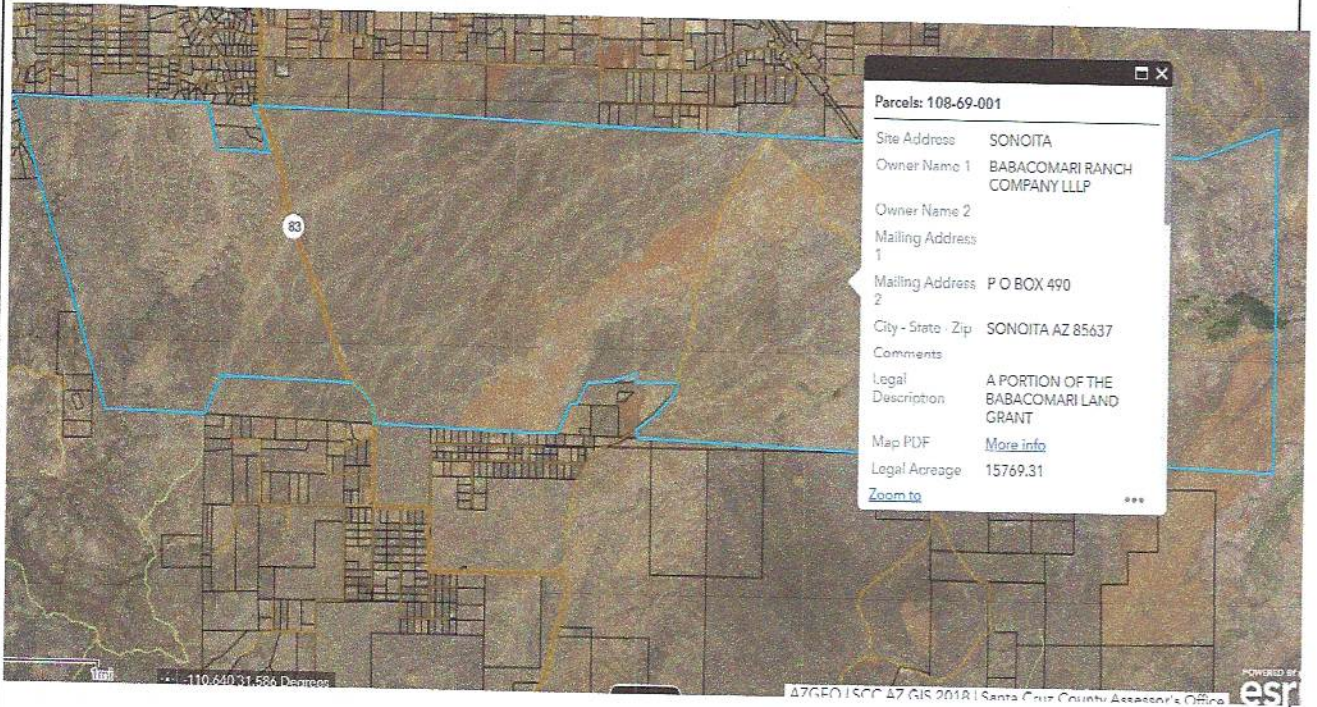 83
Parcels: 108-69-001
Site Address SONOITA
Owner Name 1 BABACOMARI RANCH
COMPANY LLLP
Owner Name 2
Mailing Address
1
Mailing Address P O BOX 490
2
City - State - Zip SONOITA AZ 85637
Comments
Legal A PORTION OF THE
Description BABACOMARI LAND
GRANT
Map PDF More info
Legal Acreage 15769.31
Zoom to
1mi
-110.640 31.586 Degrees
AZGEO | SCC AZ GIS 2018 | Santa Cruz County Assessor's Office
POWERED BY
esri